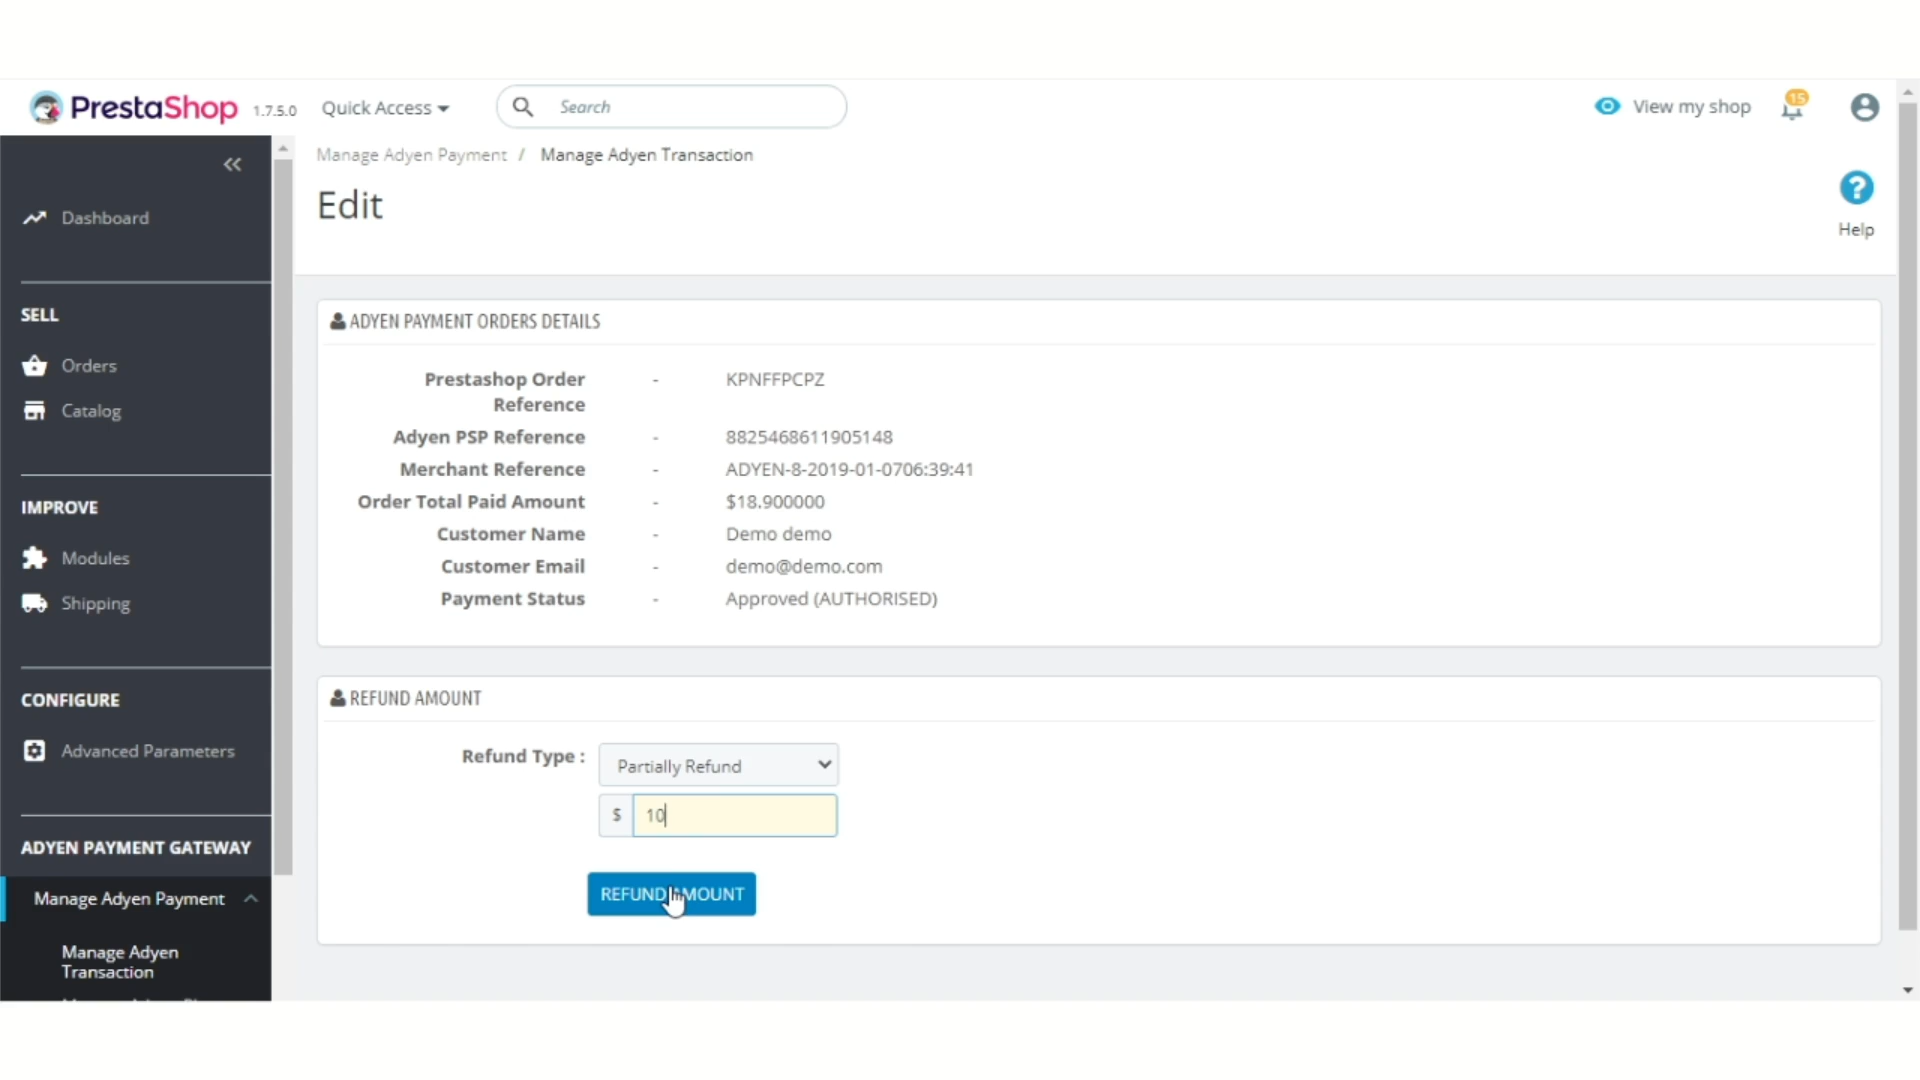 PrestaShop 1.7.5.0 Quick Access Search View my shop 15
Manage Adyen Payment / Manage Adyen Transaction
Edit
Help
Dashboard
SELL
Orders
Catalog
IMPROVE
Modules
Shipping
CONFIGURE
Advanced Parameters
ADYEN PAYMENT GATEWAY
Manage Adyen Payment
Manage Adyen
Transaction
ADYEN PAYMENT ORDERS DETAILS
Prestashop Order - KPNFFPCPZ
Reference
Adyen PSP Reference - 8825468611905148
Merchant Reference - ADYEN-8-2019-01-0706:39:41
Order Total Paid Amount - $18.900000
Customer Name - Demo demo
Customer Email - demo@demo.com
Payment Status - Approved (AUTHORISED)
REFUND AMOUNT
Refund Type : Partially Refund
$ 10
REFUND AMOUNT